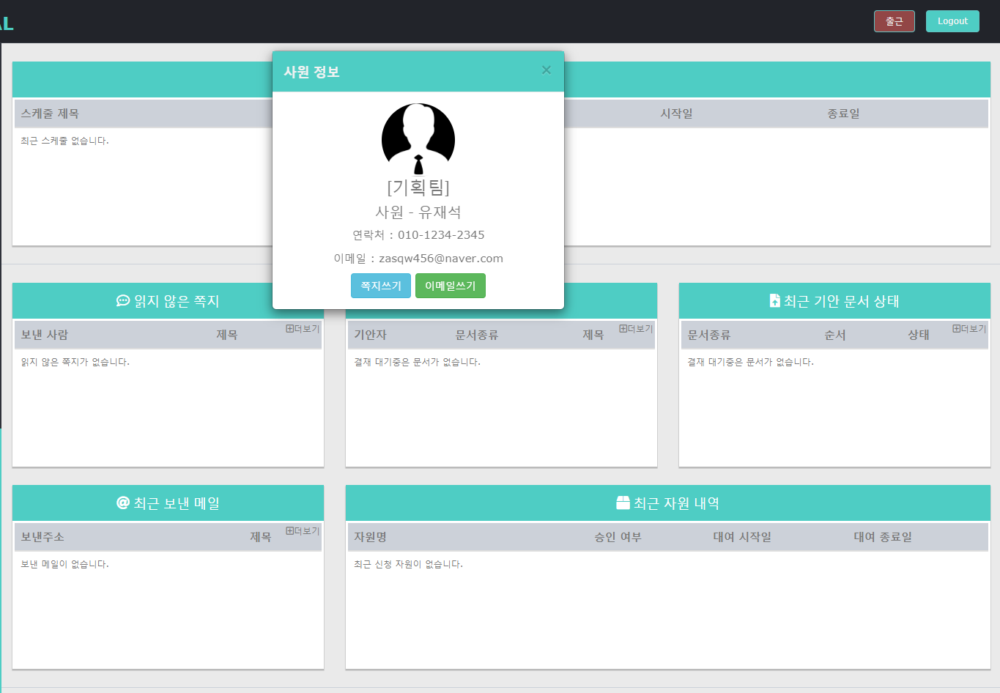 AL
출근 Logout
사원 정보 ×
스케줄 제목 시작일 종료일
최근 스케줄 없습니다.
[기획팀]
사원 - 유재석
연락처 : 010-1234-2345
이메일 : zasqw456@naver.com
쪽지쓰기 이메일쓰기
읽지 않은 쪽지
보낸 사람 제목 더보기
읽지 않은 쪽지가 없습니다.
기안자 문서종류 제목 더보기
결재 대기중은 문서가 없습니다.
최근 기안 문서 상태
문서종류 순서 상태 더보기
결재 대기중은 문서가 없습니다.
최근 보낸 메일
보낸주소 제목 더보기
보낸 메일이 없습니다.
최근 자원 내역
자원명 승인 여부 대여 시작일 대여 종료일
최근 신청 자원이 없습니다.